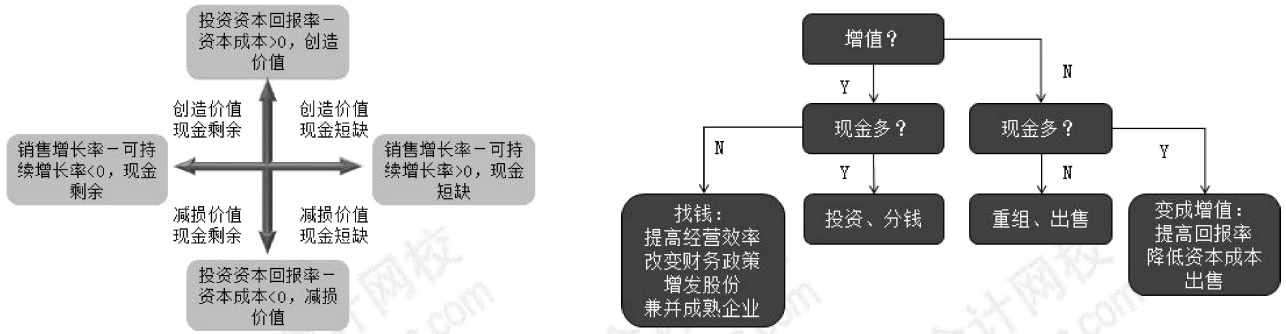 投资资本回报率－
资本成本>0，创造
价值
创造价值
现金剩余
创造价值
现金短缺
销售增长率－可持
续增长率<0，现金
剩余
销售增长率－可持
续增长率>0，现金
短缺
减损价值
现金剩余
减损价值
现金短缺
投资资本回报率－
资本成本<0，减损
价值
增值？
Y
N
现金多？
现金多？
N
Y
N
Y
找钱：
提高经营效率
改变财务政策
增发股份
兼并成熟企业
投资、分钱
重组、出售
变成增值：
提高回报率
降低资本成本
出售